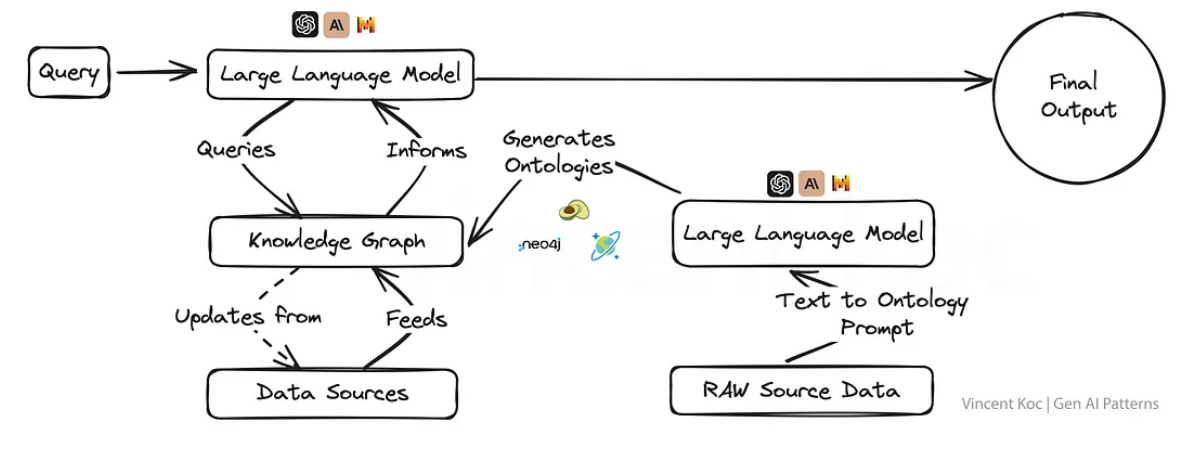 Query
Large Language Model
Final
Output
Queries
Informs
Generates
Ontologies
Knowledge Graph
:neo4j
AI
AI
Large Language Model
Updates from
Feeds
Text to Ontology
Prompt
Data Sources
RAW Source Data
Vincent Koc | Gen AI Patterns